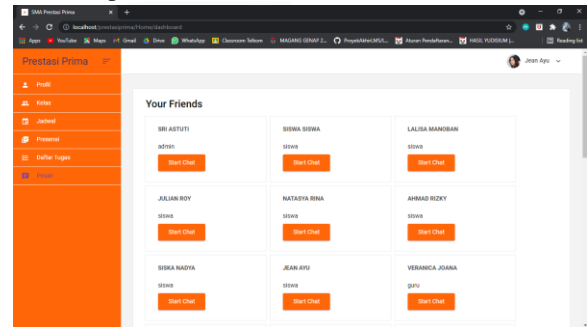 SMA Prestasi Prima
localhost/prestasiprima/Home/dashboard
Apps YouTube Maps Gmail Drive WhatsApp Classroom Telkom MAGANG GENAP 2... ProyekAkhir/LMS/L... Aturan Pendaftaran... HASIL YUDISIUM |... Reading list
Prestasi Prima
Jean Ayu
Profil
Kelas
Jadwal
Presensi
Daftar Tugas
Pesan
Your Friends
SRI ASTUTI SISWA SISWA LALISA MANOBAN
admin siswa siswa
Start Chat Start Chat Start Chat
JULIAN ROY NATASYA RINA AHMAD RIZKY
siswa siswa siswa
Start Chat Start Chat Start Chat
SISKA NADYA JEAN AYU VERANICA JOANA
siswa siswa guru
Start Chat Start Chat Start Chat